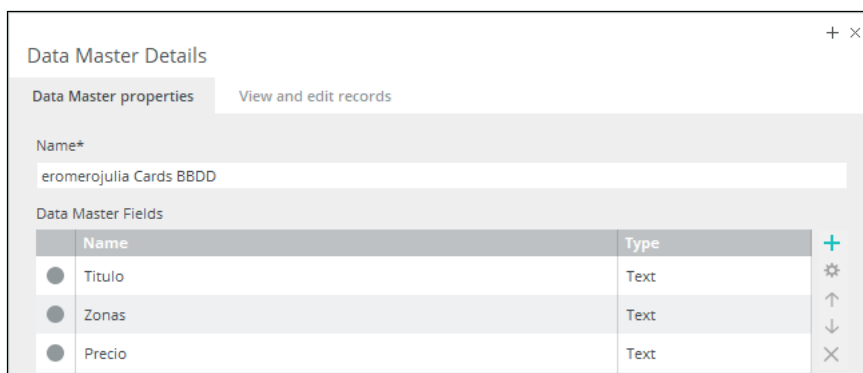 Data Master Details
Data Master properties View and edit records
Name*
eromerojulia Cards BBDD
Data Master Fields
Name Type
Titulo Text
Zonas Text
Precio Text